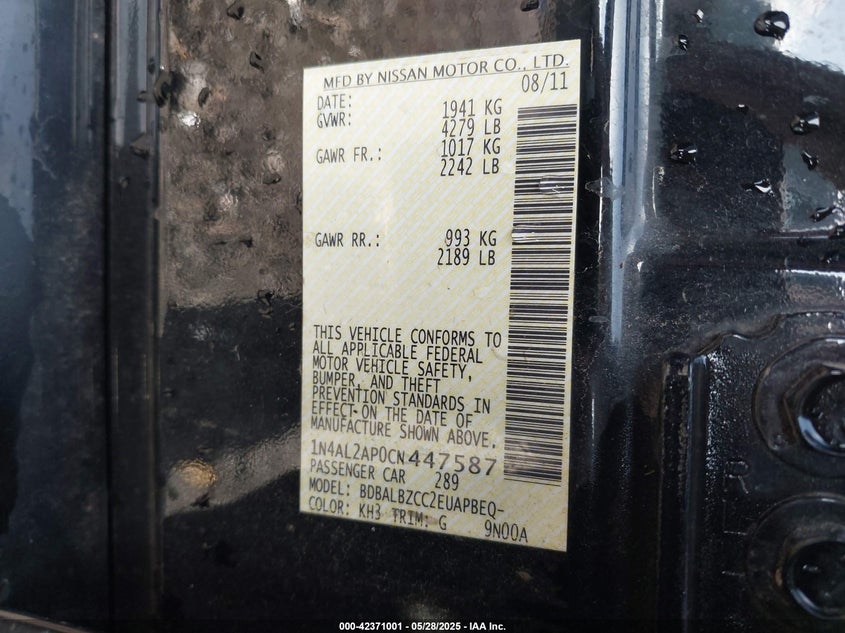 MFD BY NISSAN MOTOR CO., LTD.
DATE: 08/11
GVWR: 1941 KG
4279 LB
GAWR FR.: 1017 KG
2242 LB
GAWR RR.: 993 KG
2189 LB
THIS VEHICLE CONFORMS TO
ALL APPLICABLE FEDERAL
MOTOR VEHICLE SAFETY,
BUMPER, AND THEFT
PREVENTION STANDARDS IN
EFFECT ON THE DATE OF
MANUFACTURE SHOWN ABOVE.
1N4AL2AP0CN447587
PASSENGER CAR 289
MODEL: BDBALBZCC2EUAPBEQ-
COLOR: KH3 TRIM: G 9N00A
000-42371001 - 05/28/2025 - IAA Inc.